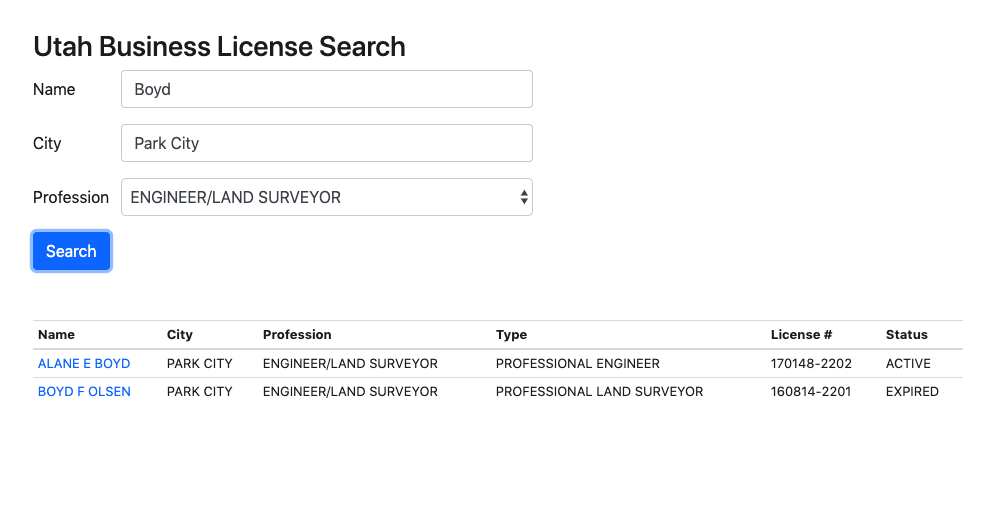 Utah Business License Search
Name Boyd
City Park City
Profession ENGINEER/LAND SURVEYOR
Search
Name City Profession Type License # Status
ALANE E BOYD PARK CITY ENGINEER/LAND SURVEYOR PROFESSIONAL ENGINEER 170148-2202 ACTIVE
BOYD F OLSEN PARK CITY ENGINEER/LAND SURVEYOR PROFESSIONAL LAND SURVEYOR 160814-2201 EXPIRED